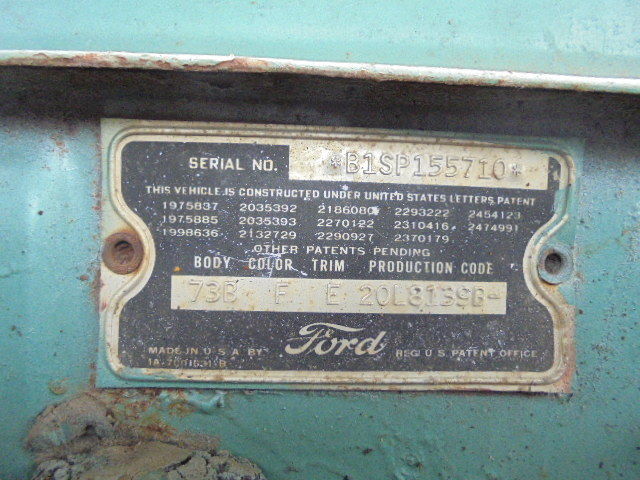 SERIAL NO. *B1SP155710*
THIS VEHICLE IS CONSTRUCTED UNDER UNITED STATES LETTERS PATENT
1975837 2035392 2186080 2293222 2454123
1975885 2035393 2270122 2310416 2474991
1998636 2132729 2290927 2370179
OTHER PATENTS PENDING
BODY COLOR TRIM PRODUCTION CODE
73B F E 20L8139B-
MADE IN U S A BY Ford REG U S PATENT OFFICE